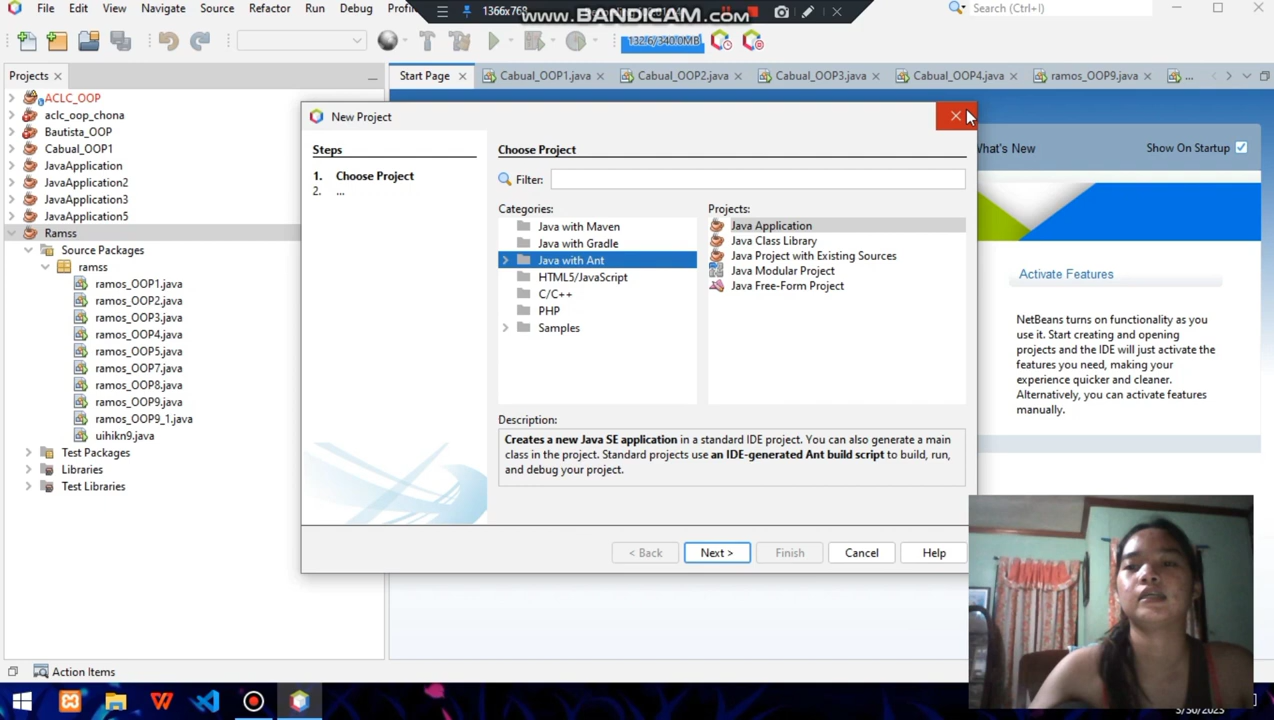 File Edit View Navigate Source Refactor Run Debug
1366x768
www.BANDICAM.com
Search (Ctrl+I)
132/6/340.0MB
Projects
Start Page
Cabual_OOP1.java
Cabual_OOP2.java
Cabual_OOP3.java
Cabual_OOP4.java
ramos_OOP9.java
...
ACLC_OOP
aclc_oop_chona
Bautista_OOP
Cabual_OOP1
JavaApplication
JavaApplication2
JavaApplication3
JavaApplication5
Ramss
Source Packages
ramss
ramos_OOP1.java
ramos_OOP2.java
ramos_OOP3.java
ramos_OOP4.java
ramos_OOP5.java
ramos_OOP7.java
ramos_OOP8.java
ramos_OOP9.java
ramos_OOP9_1.java
uihikn9.java
Test Packages
Libraries
Test Libraries
New Project
Steps
1. Choose Project
2. ...
Choose Project
Filter:
Categories:
Java with Maven
Java with Gradle
Java with Ant
HTML5/JavaScript
C/C++
PHP
Samples
Projects:
Java Application
Java Class Library
Java Project with Existing Sources
Java Modular Project
Java Free-Form Project
Description:
Creates a new Java SE application in a standard IDE project. You can also generate a main
class in the project. Standard projects use an IDE-generated Ant build script to build, run,
and debug your project.
< Back
Next >
Finish
Cancel
Help
What's New
Show On Startup
Activate Features
NetBeans turns on functionality as you
use it. Start creating and opening
projects and the IDE will just activate the
features you need, making your
experience quicker and cleaner.
Alternatively, you can activate features
manually.
Action Items